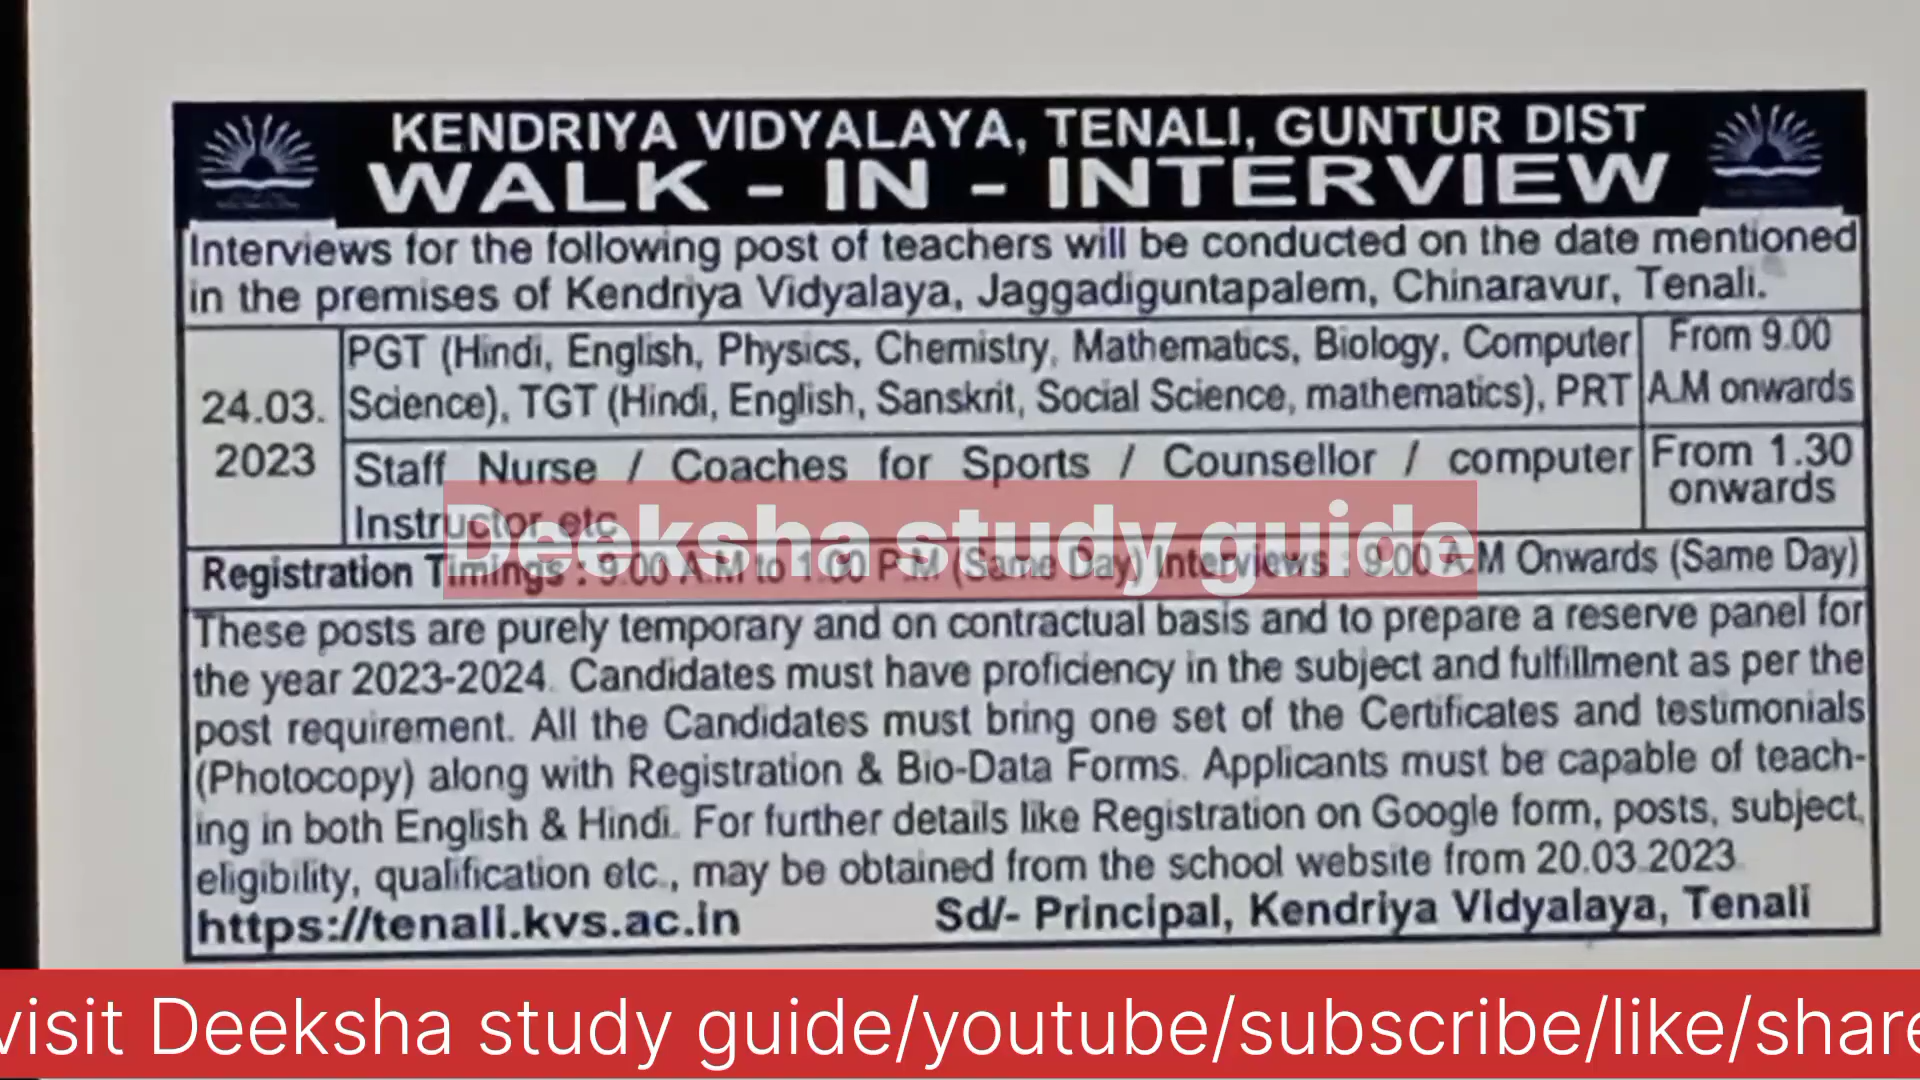 KENDRIYA VIDYALAYA, TENALI, GUNTUR DIST
WALK - IN - INTERVIEW
Interviews for the following post of teachers will be conducted on the date mentioned
in the premises of Kendriya Vidyalaya, Jaggadiguntapalem, Chinaravur, Tenali.
24.03.
2023
PGT (Hindi, English, Physics, Chemistry, Mathematics, Biology, Computer
Science), TGT (Hindi, English, Sanskrit, Social Science, mathematics), PRT
From 9.00
A.M onwards
Staff Nurse / Coaches for Sports / Counsellor / computer
Instructor etc
From 1.30
onwards
Deeksha study guide
Registration Timings : 9.00 A.M to 1.00 P.M (Same Day) Interviews : 9.00 A.M Onwards (Same Day)
These posts are purely temporary and on contractual basis and to prepare a reserve panel for
the year 2023-2024. Candidates must have proficiency in the subject and fulfillment as per the
post requirement. All the Candidates must bring one set of the Certificates and testimonials
(Photocopy) along with Registration & Bio-Data Forms. Applicants must be capable of teach-
ing in both English & Hindi. For further details like Registration on Google form, posts, subject,
eligibility, qualification etc., may be obtained from the school website from 20.03.2023
https://tenali.kvs.ac.in Sd/- Principal, Kendriya Vidyalaya, Tenali
visit Deeksha study guide/youtube/subscribe/like/share